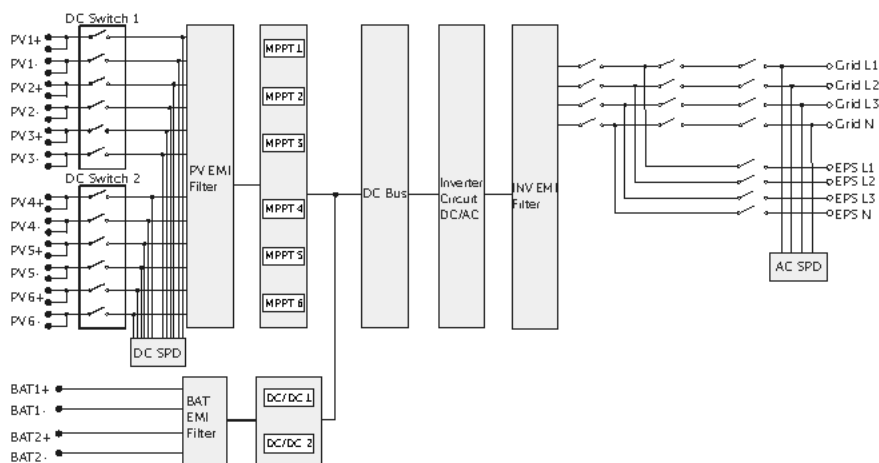 DC Switch 1
PV1+
PV1-
PV2+
PV2-
PV3+
PV3-
DC Switch 2
PV4+
PV4-
PV5+
PV5-
PV6+
PV6-
DC SPD
PV EMI
Filter
MPPT 1
MPPT 2
MPPT 3
MPPT 4
MPPT 5
MPPT 6
DC Bus
Inverter
Circuit
DC/AC
INV EMI
Filter
Grid L1
Grid L2
Grid L3
Grid N
EPS L1
EPS L2
EPS L3
EPS N
AC SPD
BAT1+
BAT1-
BAT2+
BAT2-
BAT
EMI
Filter
DC/DC 1
DC/DC 2